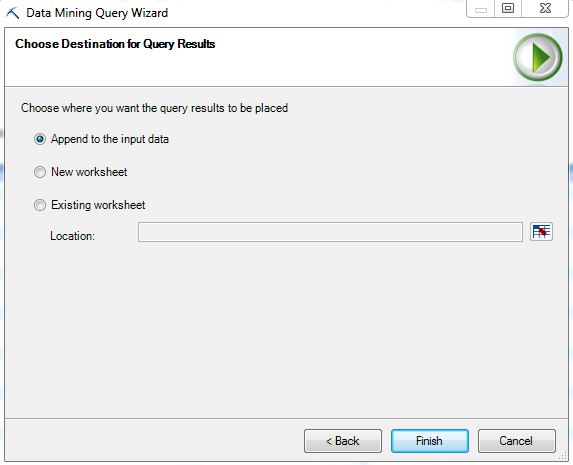 Data Mining Query Wizard
Choose Destination for Query Results
Choose where you want the query results to be placed
Append to the input data
New worksheet
Existing worksheet
Location:
< Back
Finish
Cancel